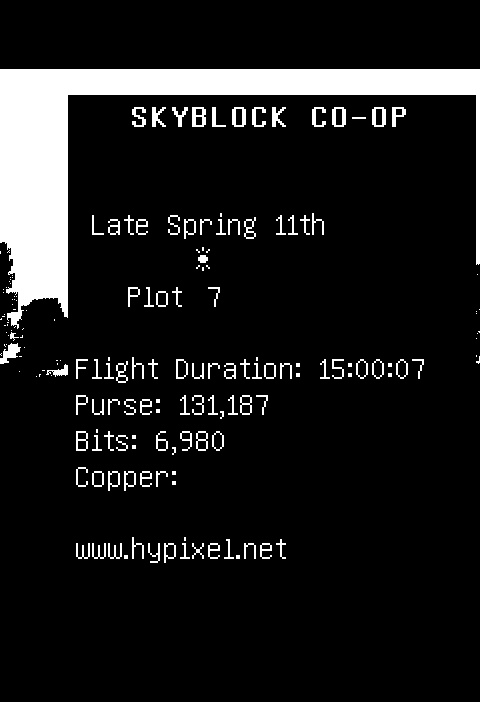 SKYBLOCK CO-OP
Late Spring 11th
Plot 7
Flight Duration: 15:00:07
Purse: 131,187
Bits: 6,980
Copper:
www.hypixel.net